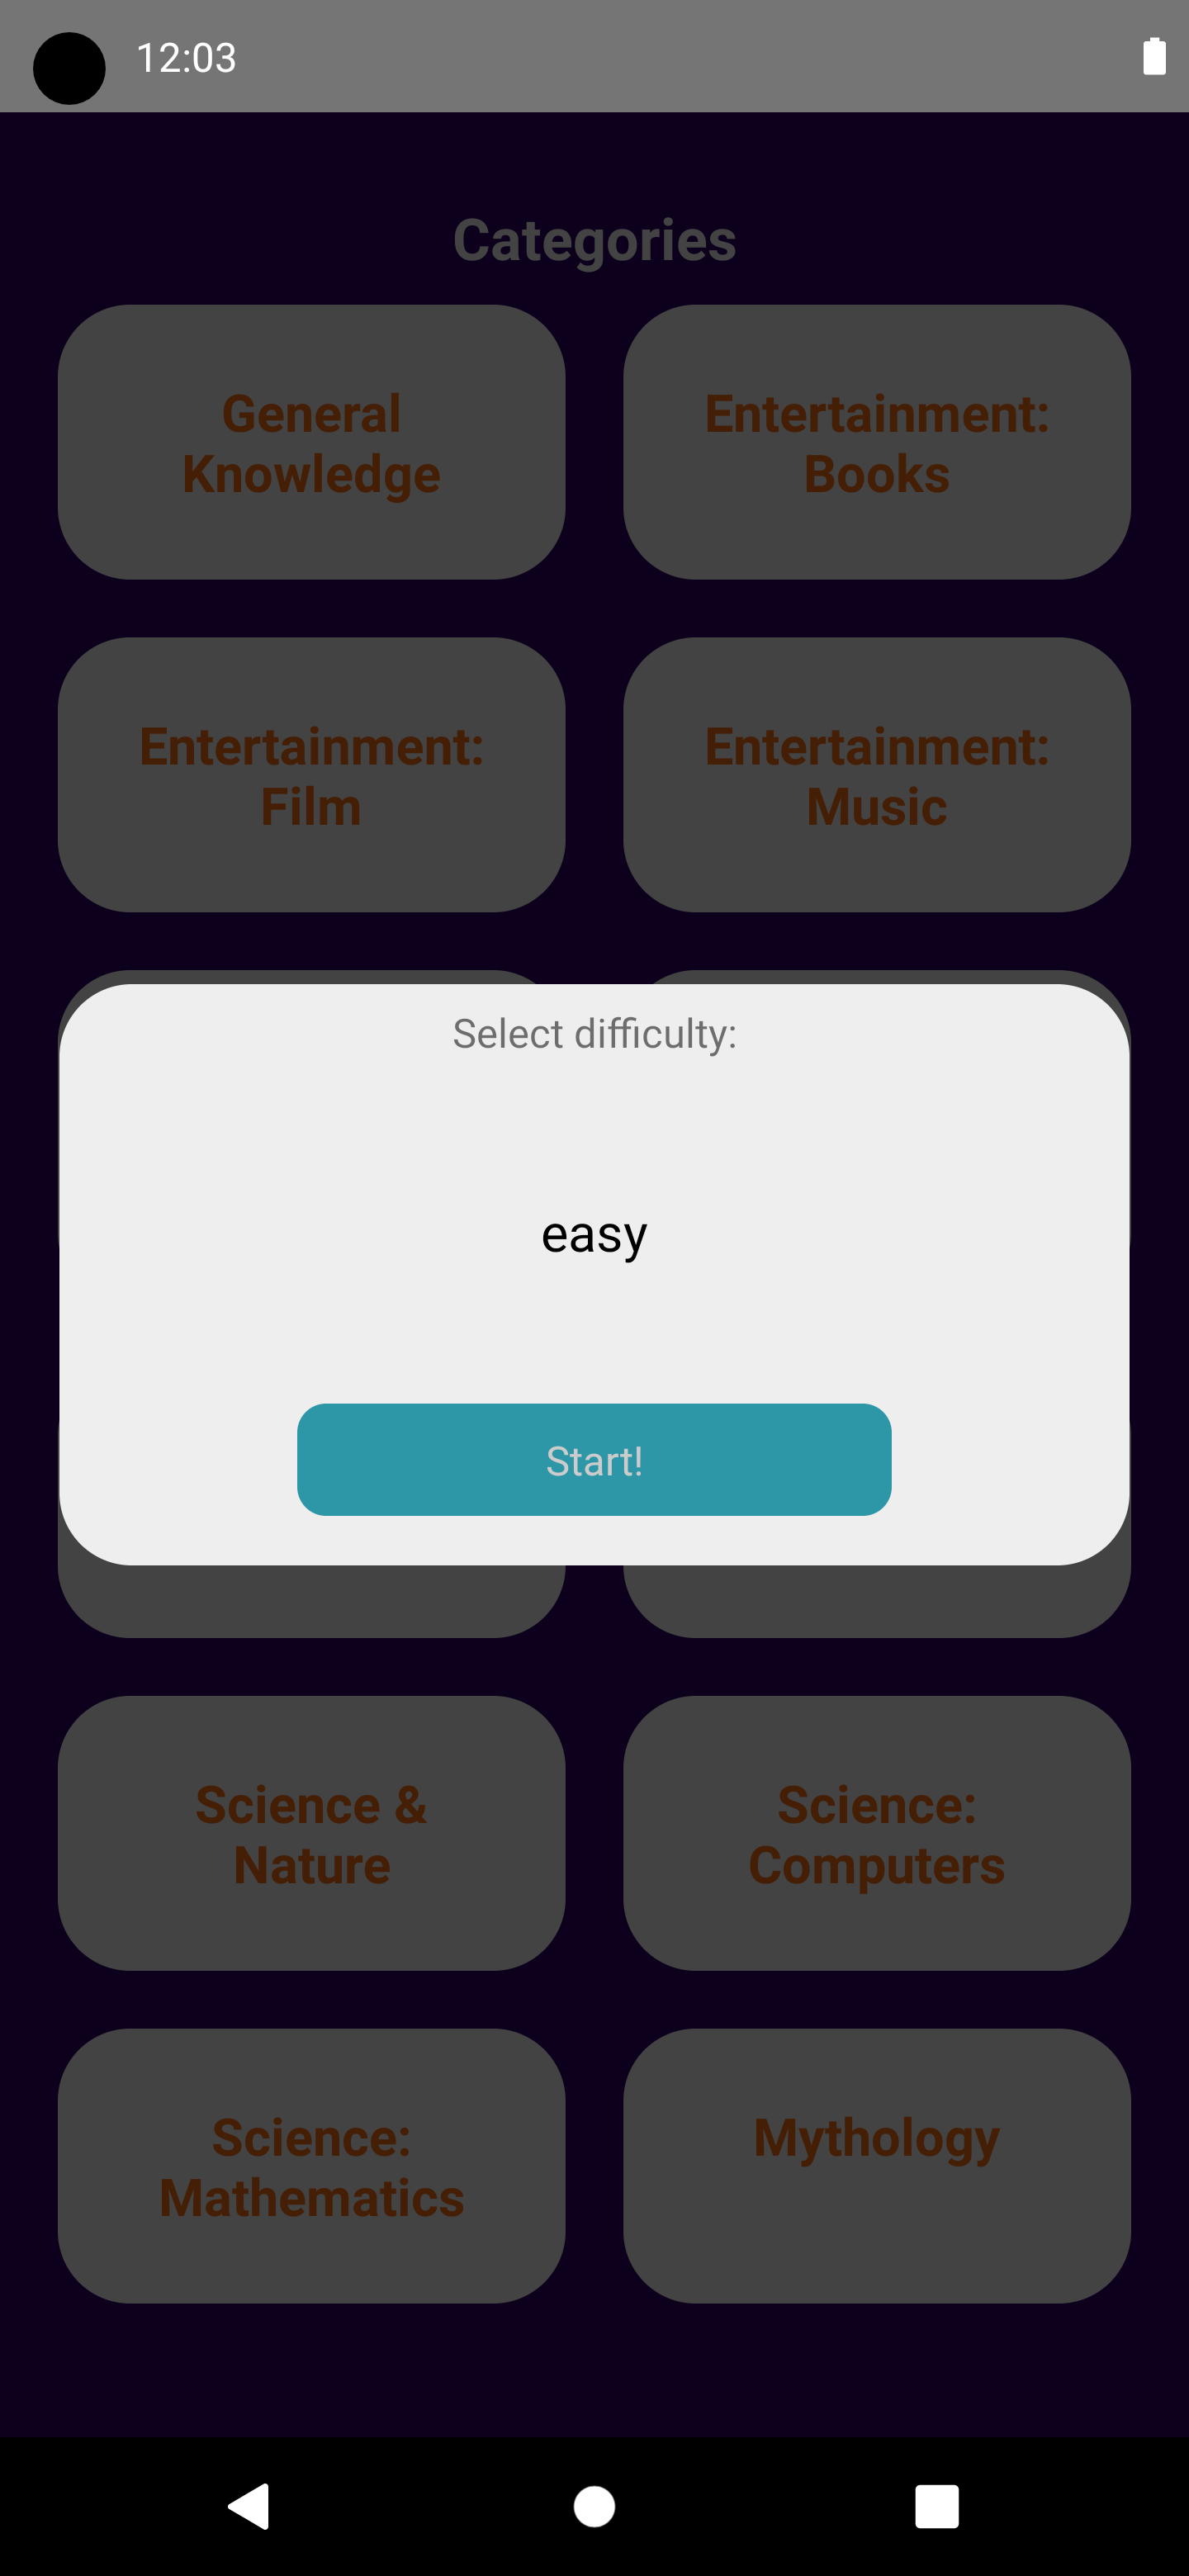 12:03
Categories
General
Knowledge
Entertainment:
Books
Entertainment:
Film
Entertainment:
Music
Select difficulty:
easy
Start!
Science &
Nature
Science:
Computers
Science:
Mathematics
Mythology